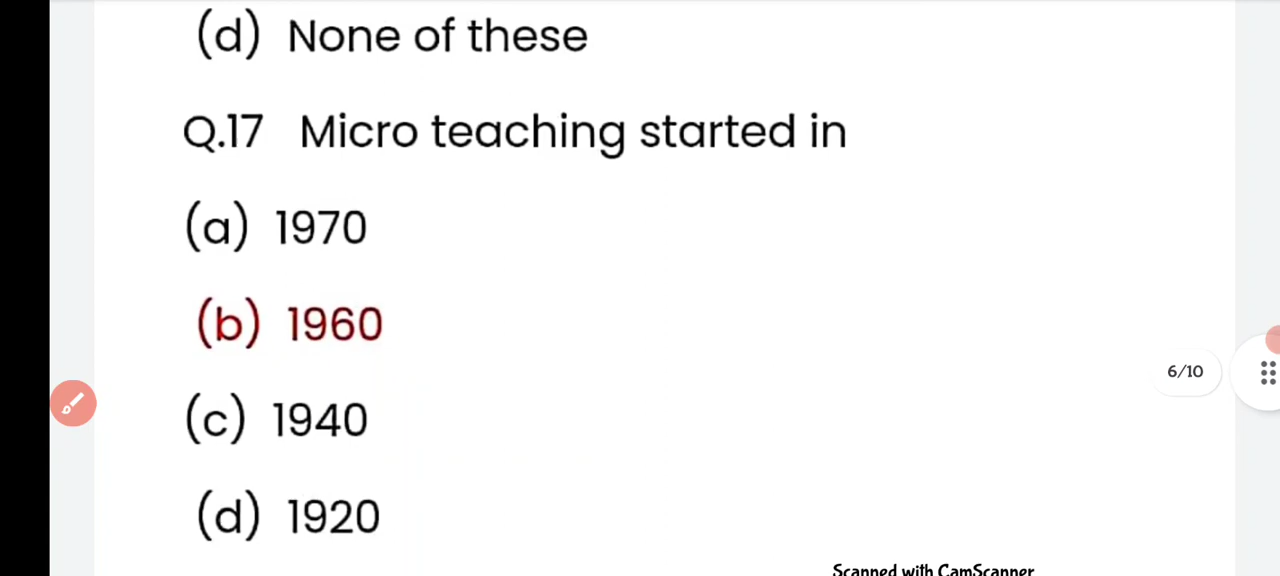 (d) None of these
Q.17 Micro teaching started in
(a) 1970
(b) 1960
6/10
(c) 1940
(d) 1920
Scanned with CamScanner